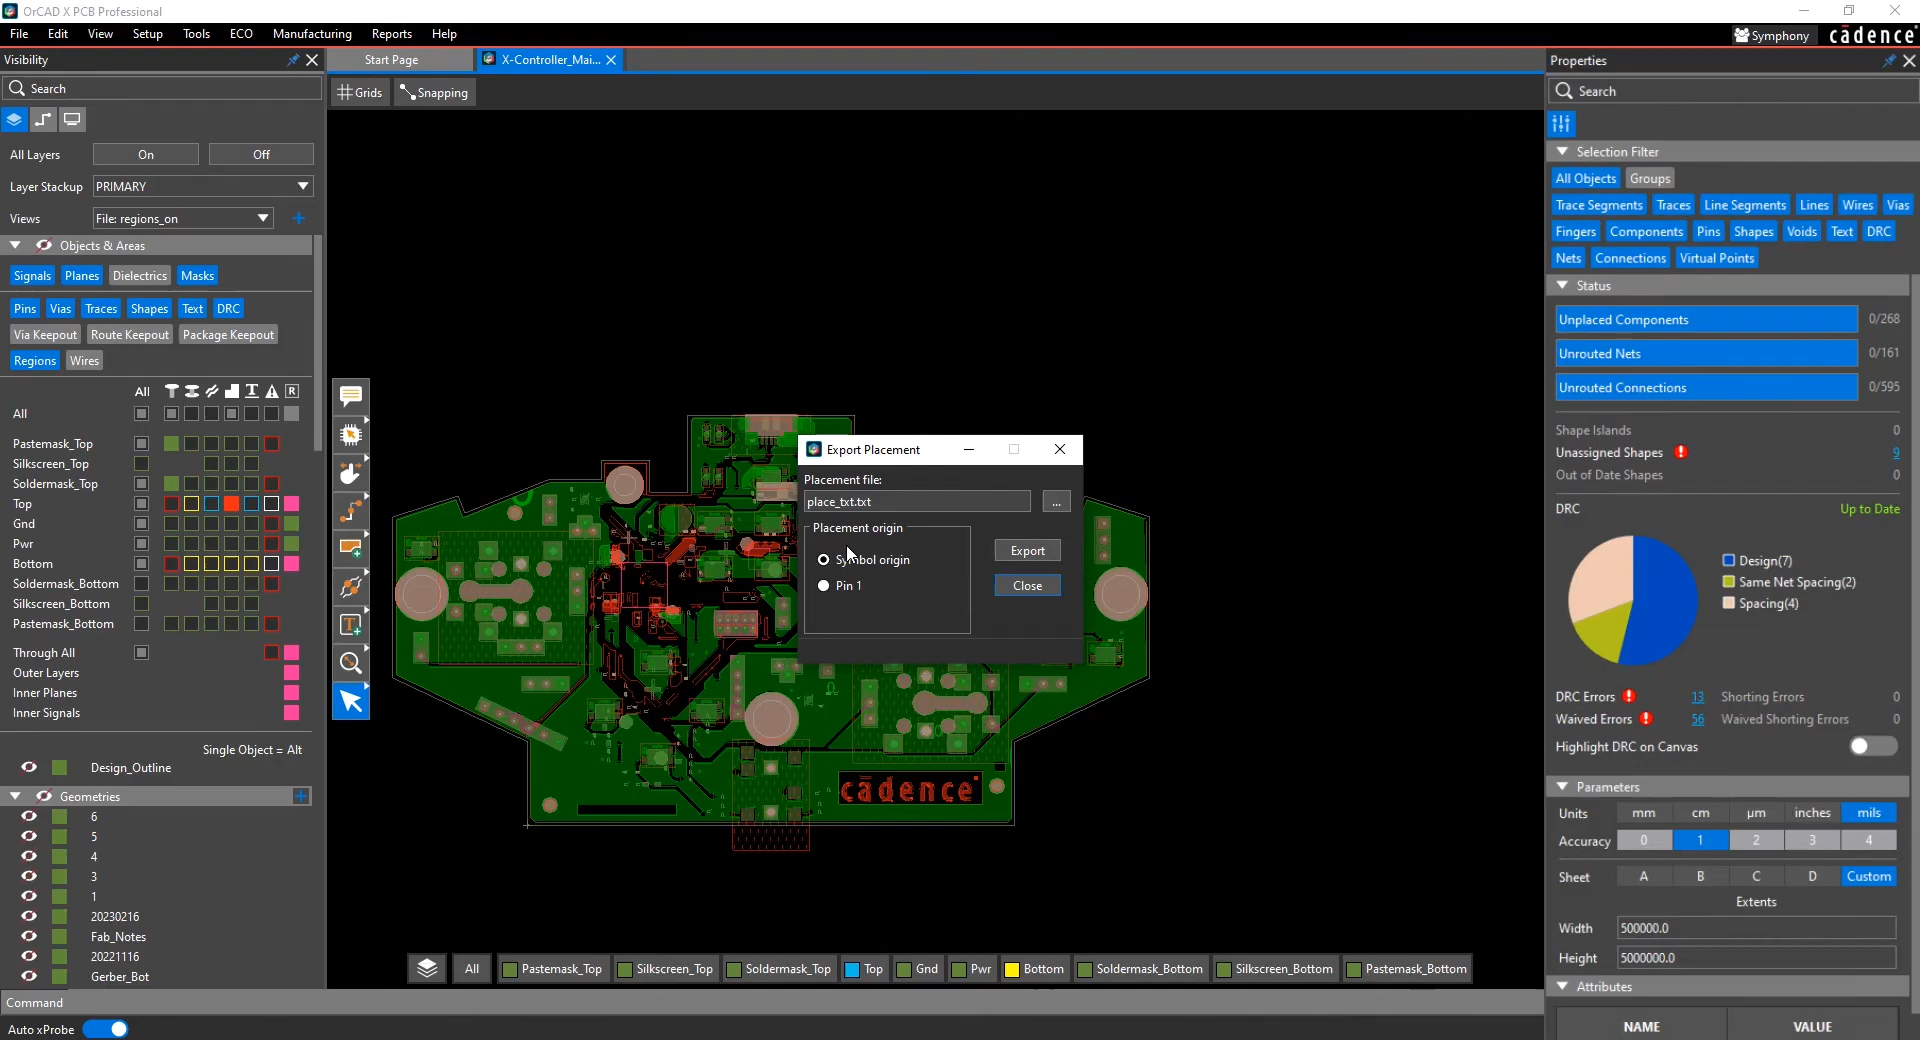 OrCAD X PCB Professional
File Edit View Setup Tools ECO Manufacturing Reports Help
Symphony cādence
Visibility
Start Page
X-Controller_Mai...
Properties
Search
Grids
Snapping
Search
All Layers On Off
Layer Stackup PRIMARY
Views File: regions_on
Objects & Areas
Signals Planes Dielectrics Masks
Pins Vias Traces Shapes Text DRC
Via Keepout Route Keepout Package Keepout
Regions Wires
All R
All
Pastemask_Top
Silkscreen_Top
Soldermask_Top
Top
Gnd
Pwr
Bottom
Soldermask_Bottom
Silkscreen_Bottom
Pastemask_Bottom
Through All
Outer Layers
Inner Planes
Inner Signals
Single Object = Alt
Design_Outline
Geometries
6
5
4
3
1
20230216
Fab_Notes
20221116
Gerber_Bot
Command
Auto xProbe
Export Placement
Placement file:
place_txt.txt
...
Placement origin
Symbol origin
Pin 1
Export
Close
cādence
All Pastemask_Top Silkscreen_Top Soldermask_Top Top Gnd Pwr Bottom Soldermask_Bottom Silkscreen_Bottom Pastemask_Bottom
Selection Filter
All Objects Groups
Trace Segments Traces Line Segments Lines Wires Vias
Fingers Components Pins Shapes Voids Text DRC
Nets Connections Virtual Points
Status
Unplaced Components 0/268
Unrouted Nets 0/161
Unrouted Connections 0/595
Shape Islands 0
Unassigned Shapes 9
Out of Date Shapes 0
DRC Up to Date
Design(7)
Same Net Spacing(2)
Spacing(4)
DRC Errors 13 Shorting Errors 0
Waived Errors 56 Waived Shorting Errors 0
Highlight DRC on Canvas
Parameters
Units mm cm µm inches mils
Accuracy 0 1 2 3 4
Sheet A B C D Custom
Extents
Width 500000.0
Height 5000000.0
Attributes
NAME VALUE